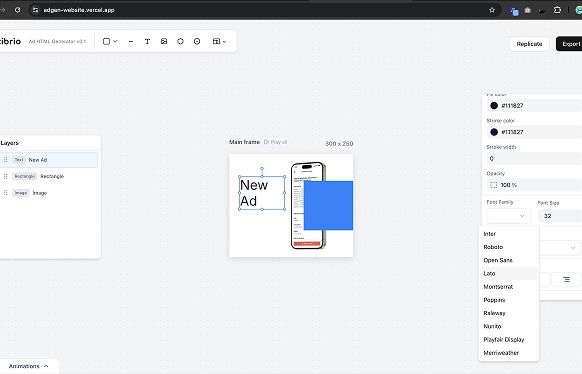 adgen-website.vercel.app
ibrio
Ad HTML Generator v0.1
T
Replicate
Export
Layers
Text New Ad
Rectangle Rectangle
Image Image
Main frame Play all 300 x 250
New
Ad
Fill color
#111827
Stroke color
#111827
Stroke width
0
Opacity
100 %
Font Family Font Size
32
Inter
Roboto
Open Sans
Lato
Montserrat
Poppins
Raleway
Nunito
Playfair Display
Merriweather
Animations